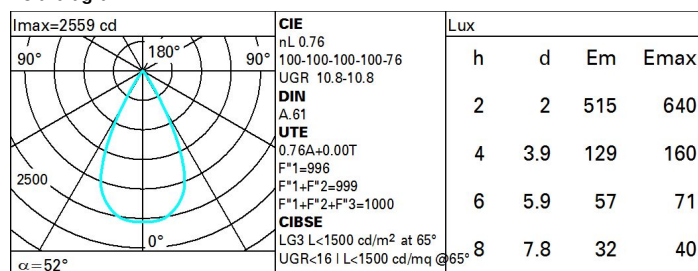 Imax=2559 cd
90°
180°
90°
2500
0°
α=52°
CIE
nL 0.76
100-100-100-100-76
UGR 10.8-10.8
DIN
A.61
UTE
0.76A+0.00T
F"1=996
F"1+F"2=999
F"1+F"2+F"3=1000
CIBSE
LG3 L<1500 cd/m² at 65°
UGR<16 | L<1500 cd/mq @65°
Lux
h d Em Emax
2 2 515 640
4 3.9 129 160
6 5.9 57 71
8 7.8 32 40